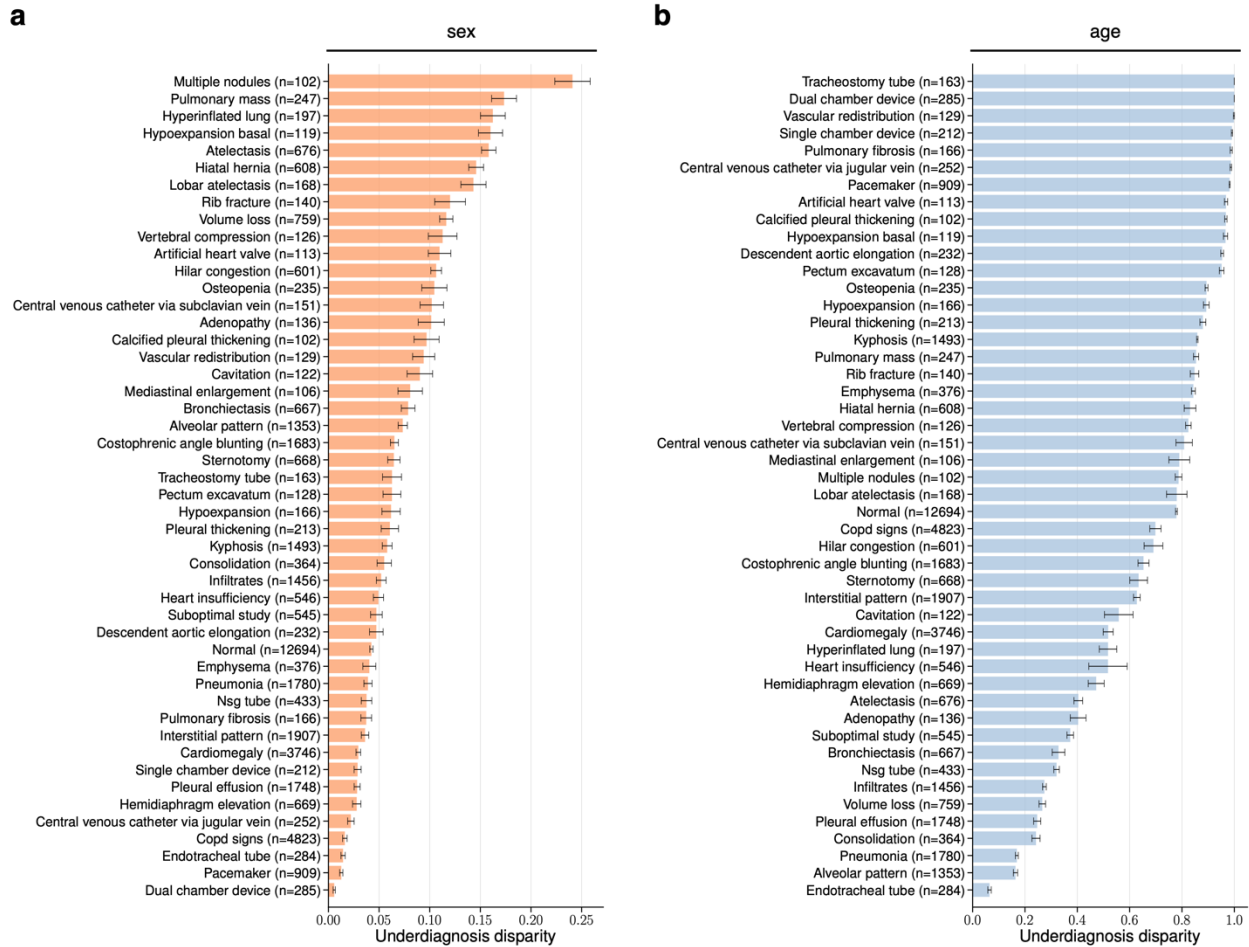 a
sex
Multiple nodules (n=102)
Pulmonary mass (n=247)
Hyperinflated lung (n=197)
Hypoexpansion basal (n=119)
Atelectasis (n=676)
Hiatal hernia (n=608)
Lobar atelectasis (n=168)
Rib fracture (n=140)
Volume loss (n=759)
Vertebral compression (n=126)
Artificial heart valve (n=113)
Hilar congestion (n=601)
Osteopenia (n=235)
Central venous catheter via subclavian vein (n=151)
Adenopathy (n=136)
Calcified pleural thickening (n=102)
Vascular redistribution (n=129)
Cavitation (n=122)
Mediastinal enlargement (n=106)
Bronchiectasis (n=667)
Alveolar pattern (n=1353)
Costophrenic angle blunting (n=1683)
Sternotomy (n=668)
Tracheostomy tube (n=163)
Pectum excavatum (n=128)
Hypoexpansion (n=166)
Pleural thickening (n=213)
Kyphosis (n=1493)
Consolidation (n=364)
Infiltrates (n=1456)
Heart insufficiency (n=546)
Suboptimal study (n=545)
Descendent aortic elongation (n=232)
Normal (n=12694)
Emphysema (n=376)
Pneumonia (n=1780)
Nsg tube (n=433)
Pulmonary fibrosis (n=166)
Interstitial pattern (n=1907)
Cardiomegaly (n=3746)
Single chamber device (n=212)
Pleural effusion (n=1748)
Hemidiaphragm elevation (n=669)
Central venous catheter via jugular vein (n=252)
Copd signs (n=4823)
Endotracheal tube (n=284)
Pacemaker (n=909)
Dual chamber device (n=285)
0.00 0.05 0.10 0.15 0.20 0.25
Underdiagnosis disparity
b
age
Tracheostomy tube (n=163)
Dual chamber device (n=285)
Vascular redistribution (n=129)
Single chamber device (n=212)
Pulmonary fibrosis (n=166)
Central venous catheter via jugular vein (n=252)
Pacemaker (n=909)
Artificial heart valve (n=113)
Calcified pleural thickening (n=102)
Hypoexpansion basal (n=119)
Descendent aortic elongation (n=232)
Pectum excavatum (n=128)
Osteopenia (n=235)
Hypoexpansion (n=166)
Pleural thickening (n=213)
Kyphosis (n=1493)
Pulmonary mass (n=247)
Rib fracture (n=140)
Emphysema (n=376)
Hiatal hernia (n=608)
Vertebral compression (n=126)
Central venous catheter via subclavian vein (n=151)
Mediastinal enlargement (n=106)
Multiple nodules (n=102)
Lobar atelectasis (n=168)
Normal (n=12694)
Copd signs (n=4823)
Hilar congestion (n=601)
Costophrenic angle blunting (n=1683)
Sternotomy (n=668)
Interstitial pattern (n=1907)
Cavitation (n=122)
Cardiomegaly (n=3746)
Hyperinflated lung (n=197)
Heart insufficiency (n=546)
Hemidiaphragm elevation (n=669)
Atelectasis (n=676)
Adenopathy (n=136)
Suboptimal study (n=545)
Bronchiectasis (n=667)
Nsg tube (n=433)
Infiltrates (n=1456)
Volume loss (n=759)
Pleural effusion (n=1748)
Consolidation (n=364)
Pneumonia (n=1780)
Alveolar pattern (n=1353)
Endotracheal tube (n=284)
0.0 0.2 0.4 0.6 0.8 1.0
Underdiagnosis disparity